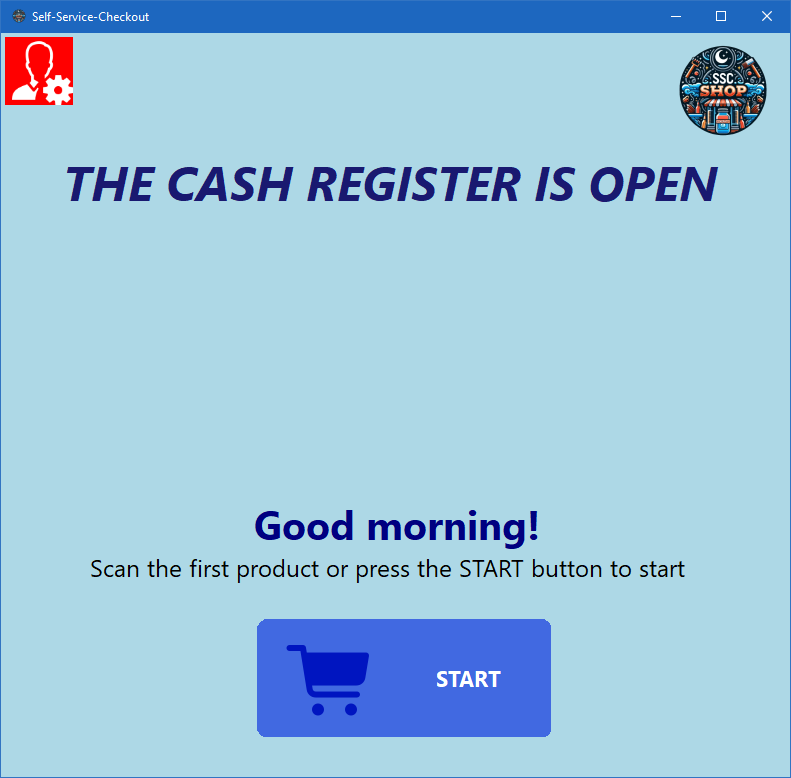 Self-Service-Checkout
SSC
SHOP
THE CASH REGISTER IS OPEN
Good morning!
Scan the first product or press the START button to start
START